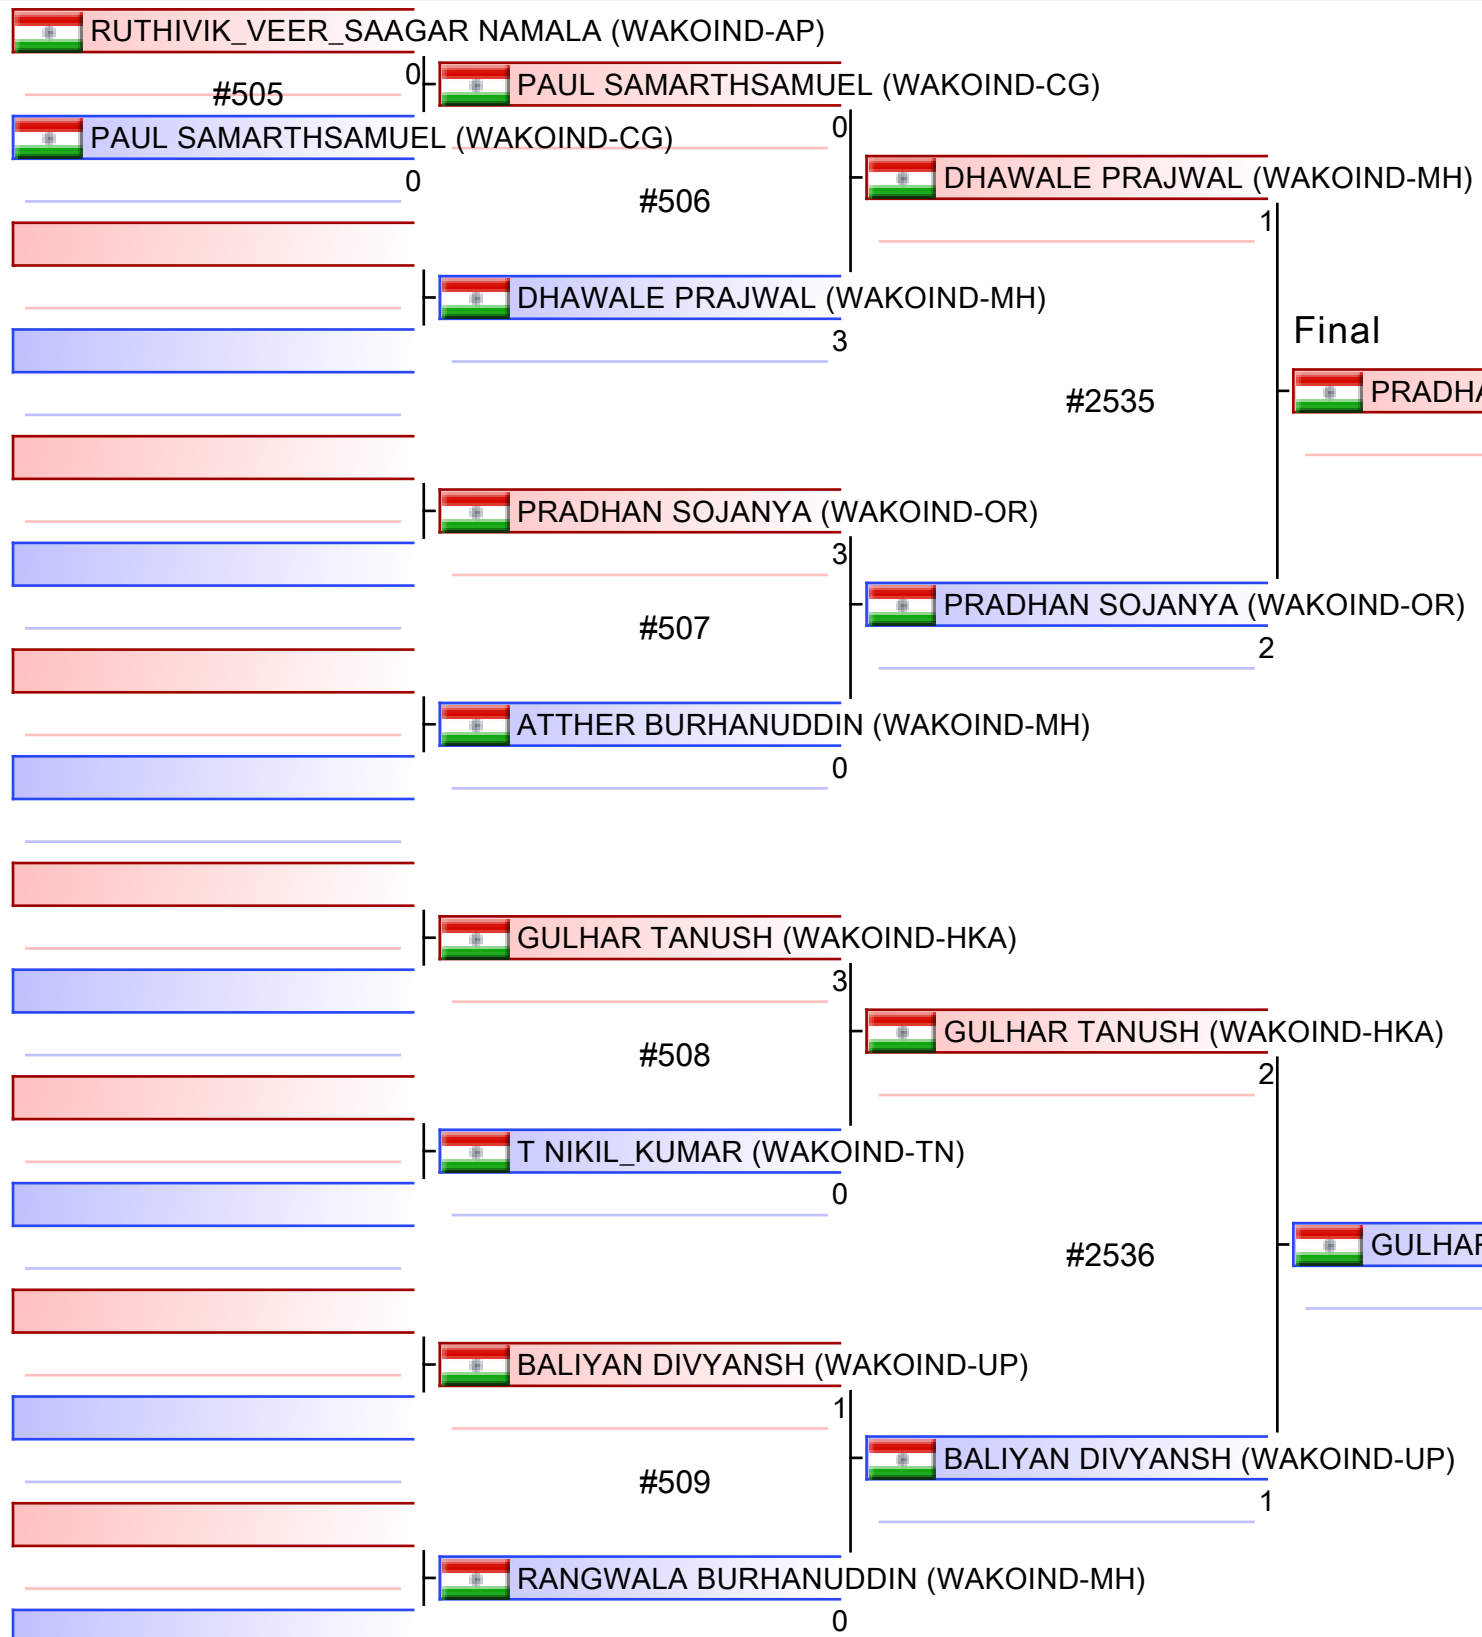 RUTHIVIK_VEER_SAAGAR NAMALA (WAKOIND-AP)
0
#505
PAUL SAMARTHSAMUEL (WAKOIND-CG)
0
PAUL SAMARTHSAMUEL (WAKOIND-CG)
0
#506
DHAWALE PRAJWAL (WAKOIND-MH)
3
PRADHAN SOJANYA (WAKOIND-OR)
3
#507
ATTHER BURHANUDDIN (WAKOIND-MH)
0
GULHAR TANUSH (WAKOIND-HKA)
3
#508
T NIKIL_KUMAR (WAKOIND-TN)
0
BALIYAN DIVYANSH (WAKOIND-UP)
1
#509
RANGWALA BURHANUDDIN (WAKOIND-MH)
0
DHAWALE PRAJWAL (WAKOIND-MH)
1
#2535
PRADHAN SOJANYA (WAKOIND-OR)
2
GULHAR TANUSH (WAKOIND-HKA)
2
#2536
BALIYAN DIVYANSH (WAKOIND-UP)
1
Final
PRADHA
GULHAR